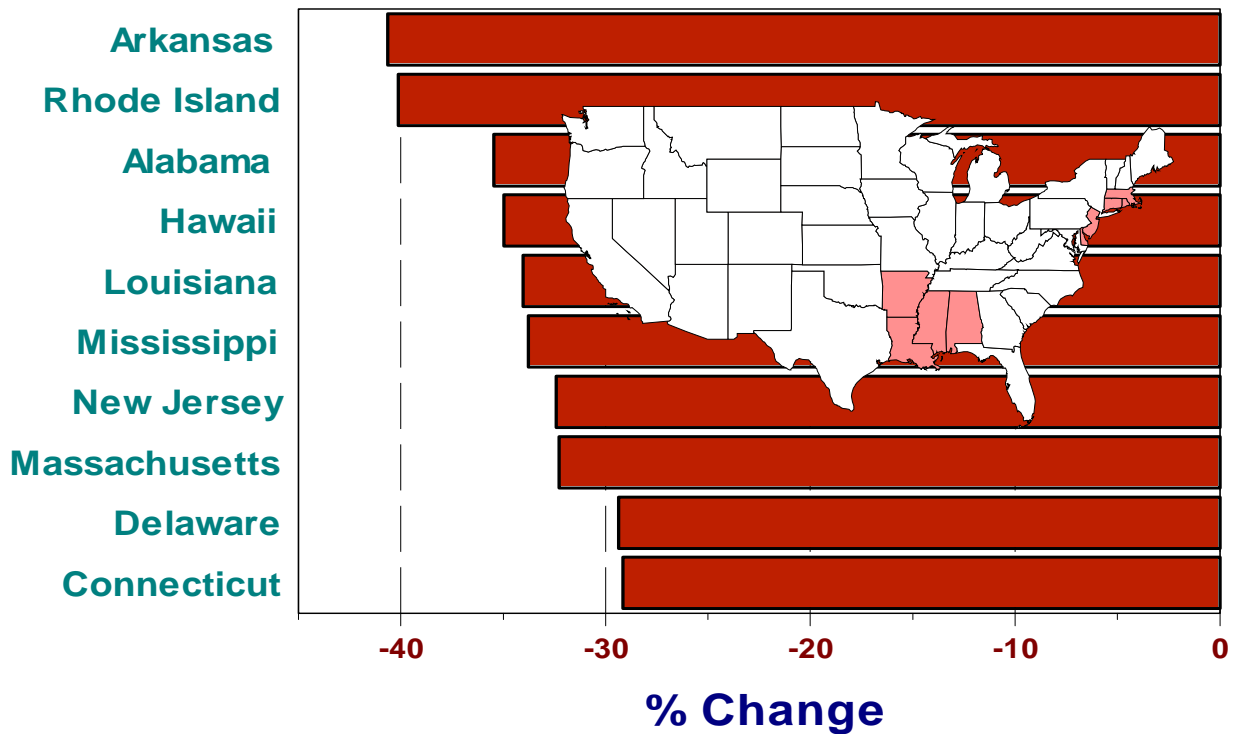 Arkansas
Rhode Island
Alabama
Hawaii
Louisiana
Mississippi
New Jersey
Massachusetts
Delaware
Connecticut
-40 -30 -20 -10 0
% Change